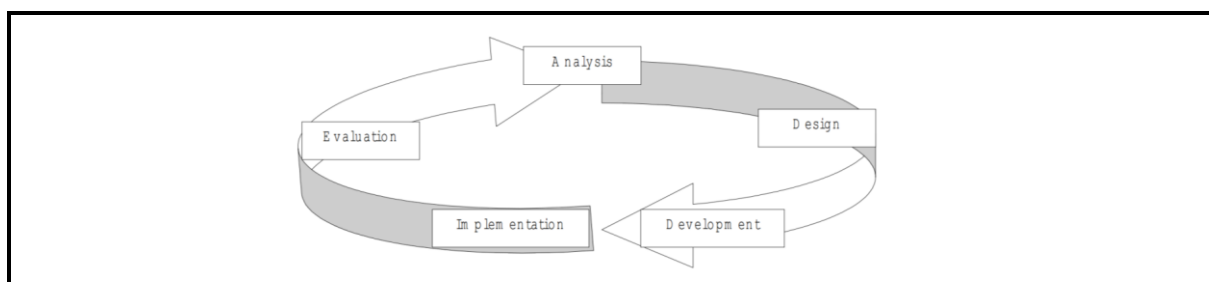 Analysis
Design
Development
Implementation
Evaluation